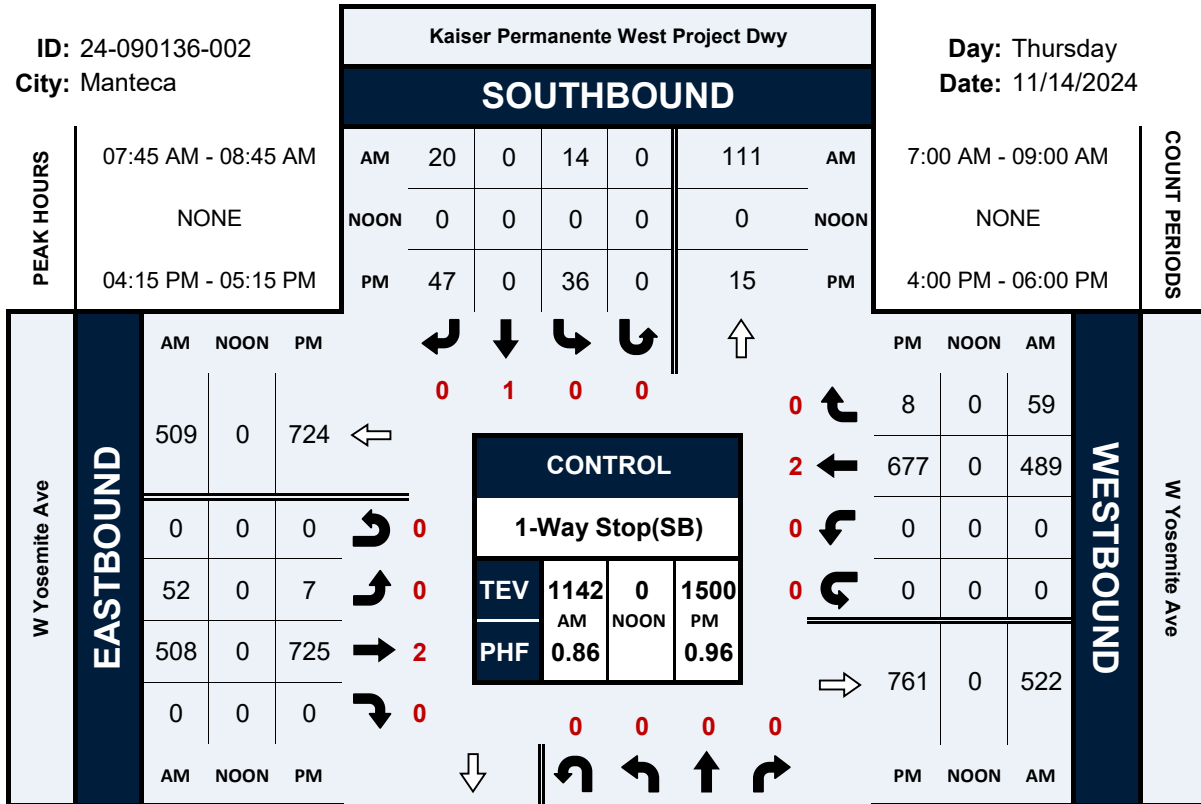 ID: 24-090136-002
City: Manteca
Kaiser Permanente West Project Dwy
Day: Thursday
Date: 11/14/2024
SOUTHBOUND
PEAK HOURS
07:45 AM - 08:45 AM
NONE
04:15 PM - 05:15 PM
AM 20 0 14 0 111 AM
NOON 0 0 0 0 0 NOON
PM 47 0 36 0 15 PM
7:00 AM - 09:00 AM
NONE
4:00 PM - 06:00 PM
COUNT PERIODS
0 1 0 0
W Yosemite Ave
EASTBOUND
AM NOON PM
509 0 724
0 0 0 0
52 0 7 0
508 0 725 2
0 0 0 0
AM NOON PM
CONTROL
1-Way Stop(SB)
TEV 1142 0 1500
AM NOON PM
PHF 0.86 0.96
PM NOON AM
0 8 0 59
2 677 0 489
0 0 0 0
0 0 0 0
761 0 522
PM NOON AM
WESTBOUND
W Yosemite Ave
0 0 0 0